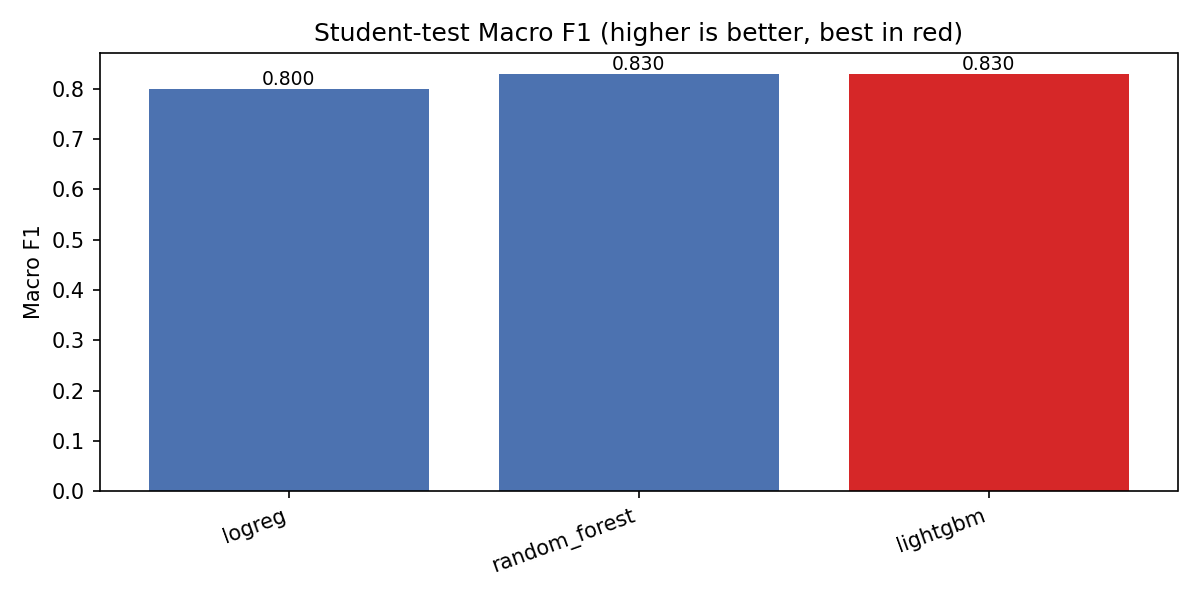 Student-test Macro F1 (higher is better, best in red)
0.800
0.830
0.830
Macro F1
0.8
0.7
0.6
0.5
0.4
0.3
0.2
0.1
0.0
logreg
random_forest
lightgbm